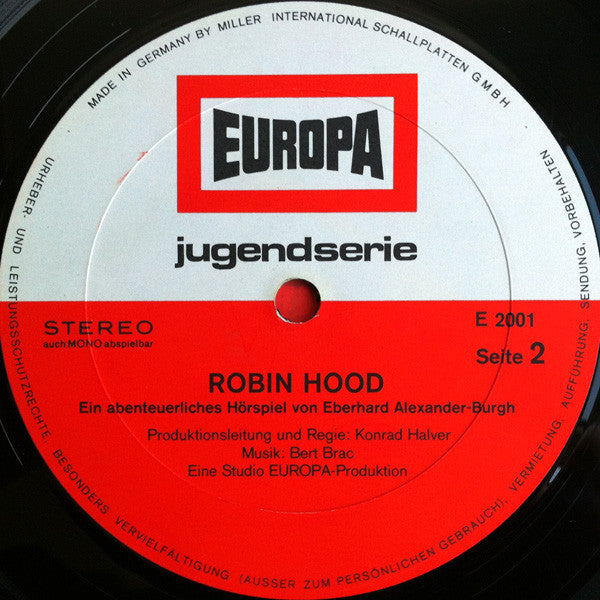 MADE IN GERMANY BY MILLER INTERNATIONAL SCHALLPLATTEN GMBH
EUROPA
jugendserie
STEREO
auch MONO abspielbar
E 2001
Seite 2
ROBIN HOOD
Ein abenteuerliches Hörspiel von Eberhard Alexander-Burgh
Produktionsleitung und Regie: Konrad Halver
Musik: Bert Brac
Eine Studio EUROPA-Produktion
URHEBER- UND LEISTUNGSSCHUTZRECHTE, BESONDERS VERVIELFÄLTIGUNG (AUSSER ZUM PERSÖNLICHEN GEBRAUCH), VERMIETUNG, AUFFÜHRUNG, SENDUNG, VORBEHALTEN